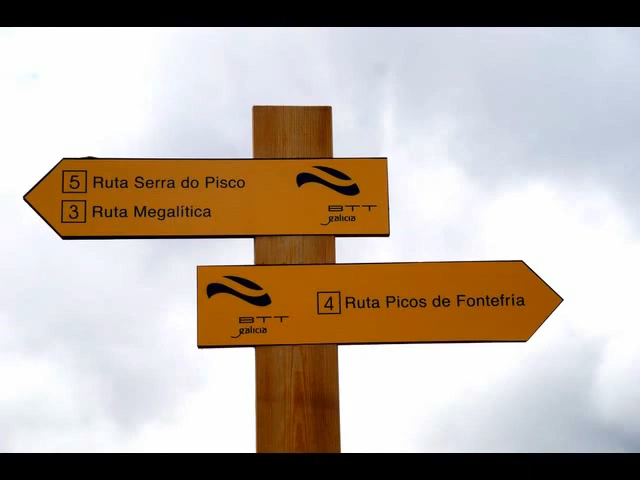 5 Ruta Serra do Pisco
3 Ruta Megalítica
BTT
galicia
4 Ruta Picos de Fontefría
BTT
galicia